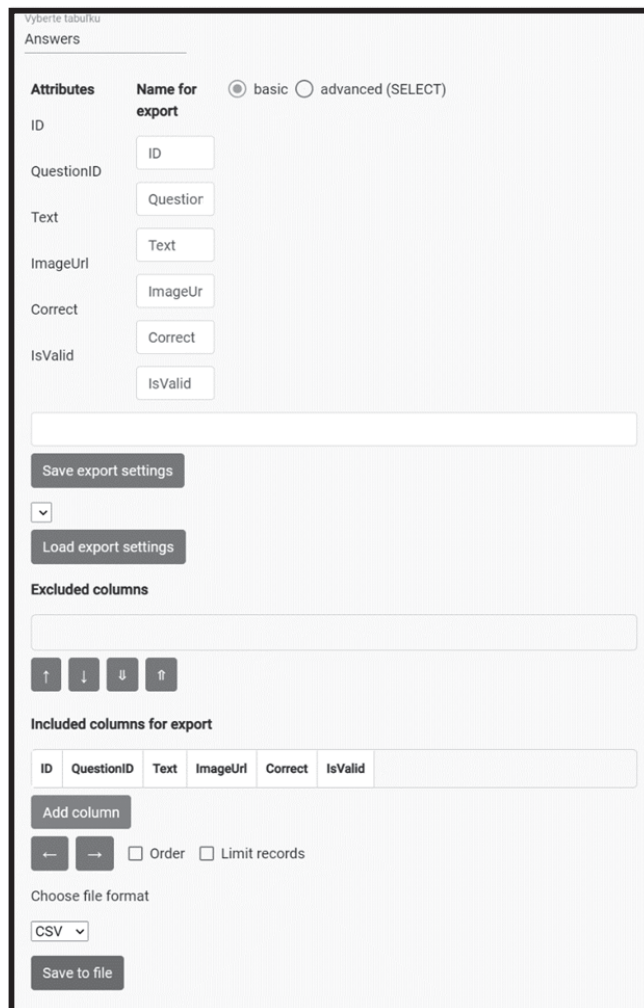 Vyberte tabuľku
Answers
Attributes
Name for export
basic
advanced (SELECT)
ID
ID
QuestionID
Question
Text
Text
ImageUrl
ImageUr
Correct
Correct
IsValid
IsValid
Save export settings
Load export settings
Excluded columns
↑ ↓ ⇓ ⇑
Included columns for export
ID QuestionID Text ImageUrl Correct IsValid
Add column
← → Order Limit records
Choose file format
CSV
Save to file